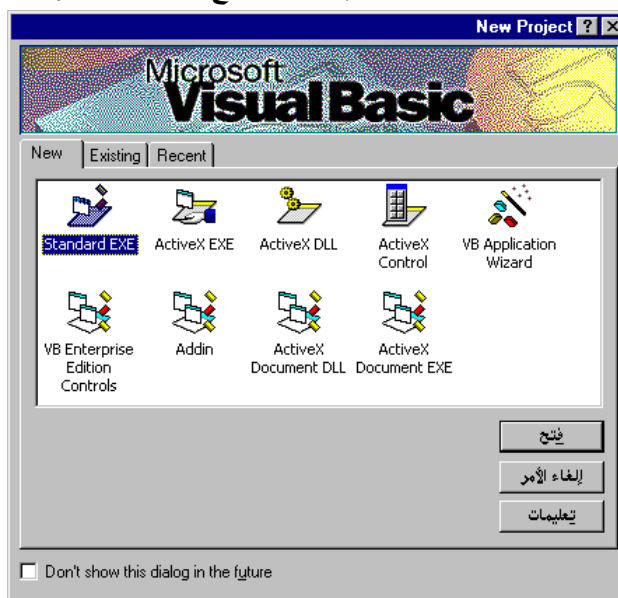 New Project
Microsoft
Visual Basic
New Existing Recent
Standard EXE
ActiveX EXE
ActiveX DLL
ActiveX
Control
VB Application
Wizard
VB Enterprise
Edition
Controls
Addin
ActiveX
Document DLL
ActiveX
Document EXE
فتح
إلغاء الأمر
تعليمات
Don't show this dialog in the future